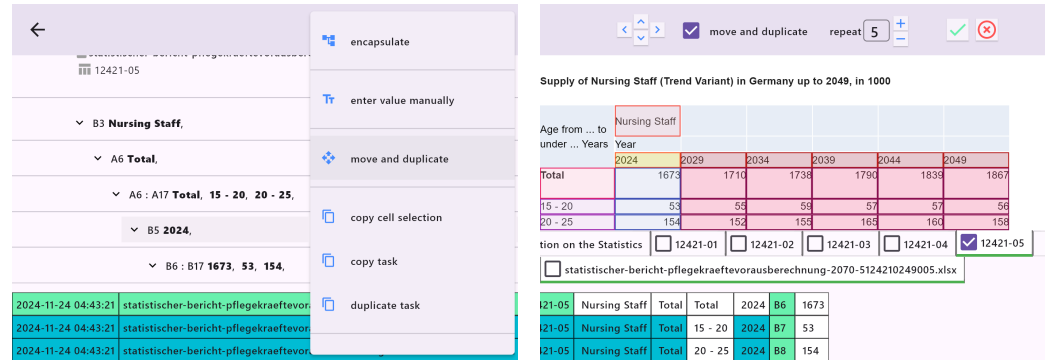 encapsulate
12421-05
enter value manually
B3 Nursing Staff,
A6 Total,
move and duplicate
A6 : A17 Total, 15 - 20, 20 - 25,
copy cell selection
B5 2024,
copy task
B6 : B17 1673, 53, 154,
duplicate task
2024-11-24 04:43:21 statistischer-bericht-pflegekraeftevor
2024-11-24 04:43:21 statistischer-bericht-pflegekraeftevor
2024-11-24 04:43:21 statistischer-bericht-pflegekraeftevor
move and duplicate repeat 5 + −
Supply of Nursing Staff (Trend Variant) in Germany up to 2049, in 1000
Age from ... to under ... Years
Nursing Staff
Year
2024 2029 2034 2039 2044 2049
Total 1673 1710 1738 1790 1839 1867
15 - 20 53 55 59 57 57 56
20 - 25 154 152 155 165 160 158
tion on the Statistics 12421-01 12421-02 12421-03 12421-04 12421-05
statistischer-bericht-pflegekraeftevorausberechnung-2070-5124210249005.xlsx
421-05 Nursing Staff Total Total 2024 B6 1673
421-05 Nursing Staff Total 15 - 20 2024 B7 53
421-05 Nursing Staff Total 20 - 25 2024 B8 154